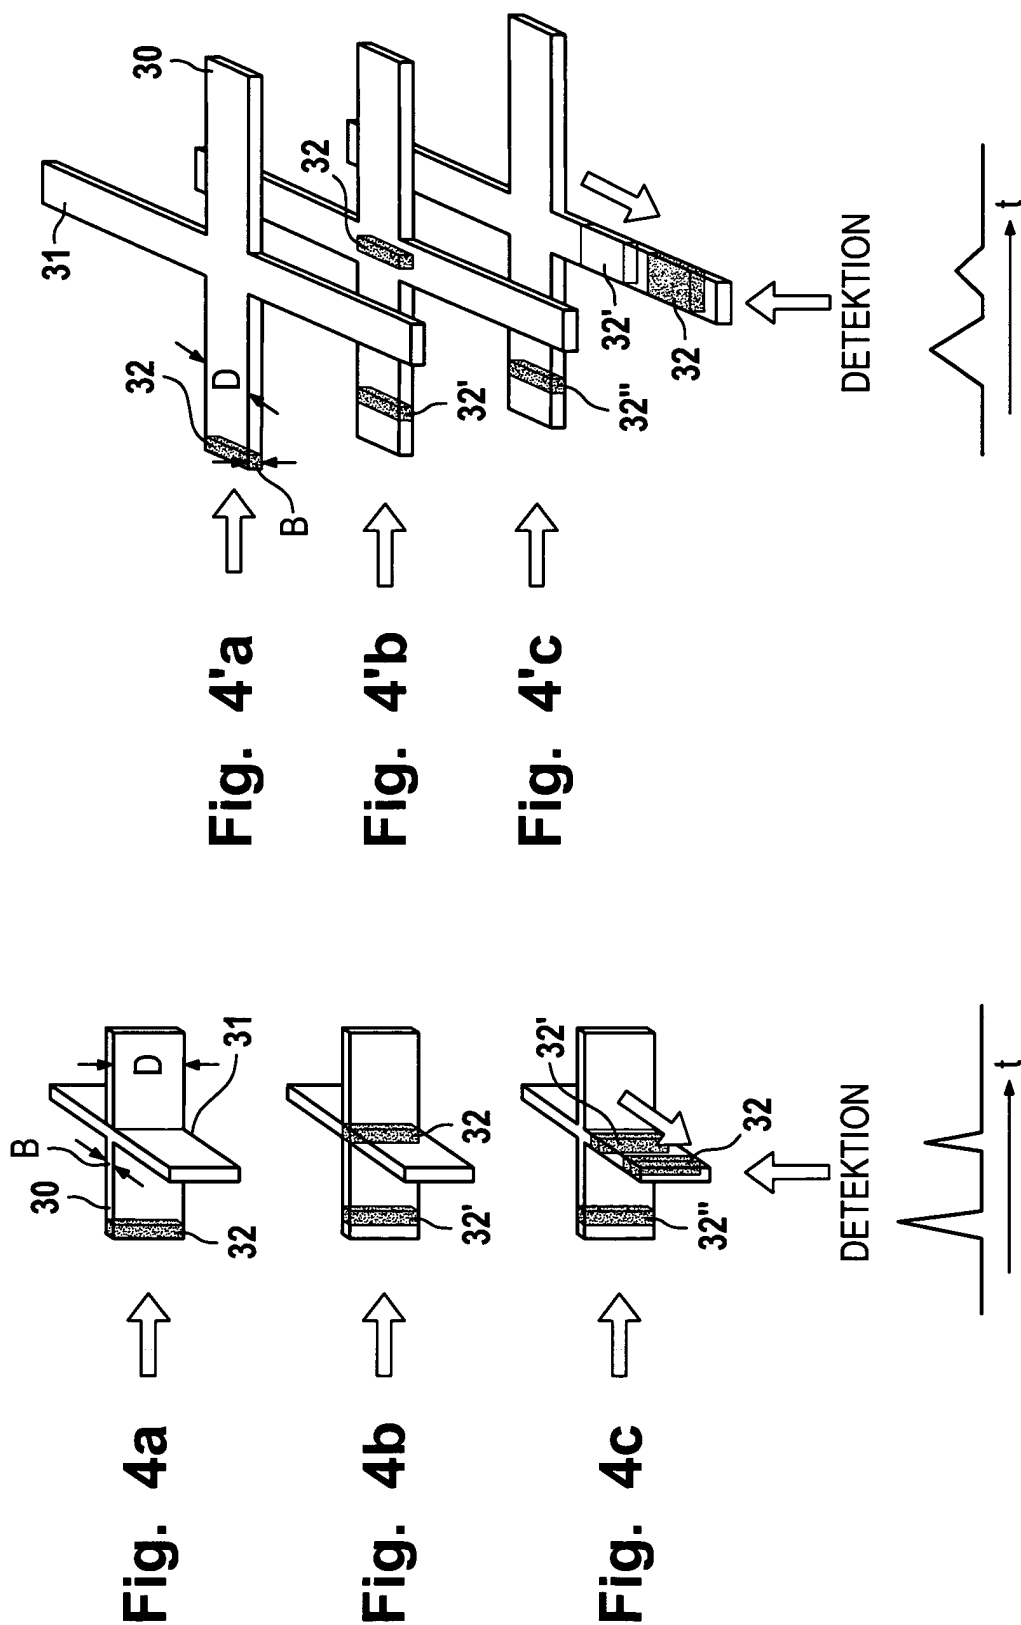 Fig. 4a
30
B
D
31
32
Fig. 4b
32'
32
Fig. 4c
32'
32
32"
DETEKTION
t
Fig. 4'a
31
30
32
D
B
Fig. 4'b
32
32'
Fig. 4'c
32'
32
32"
DETEKTION
t